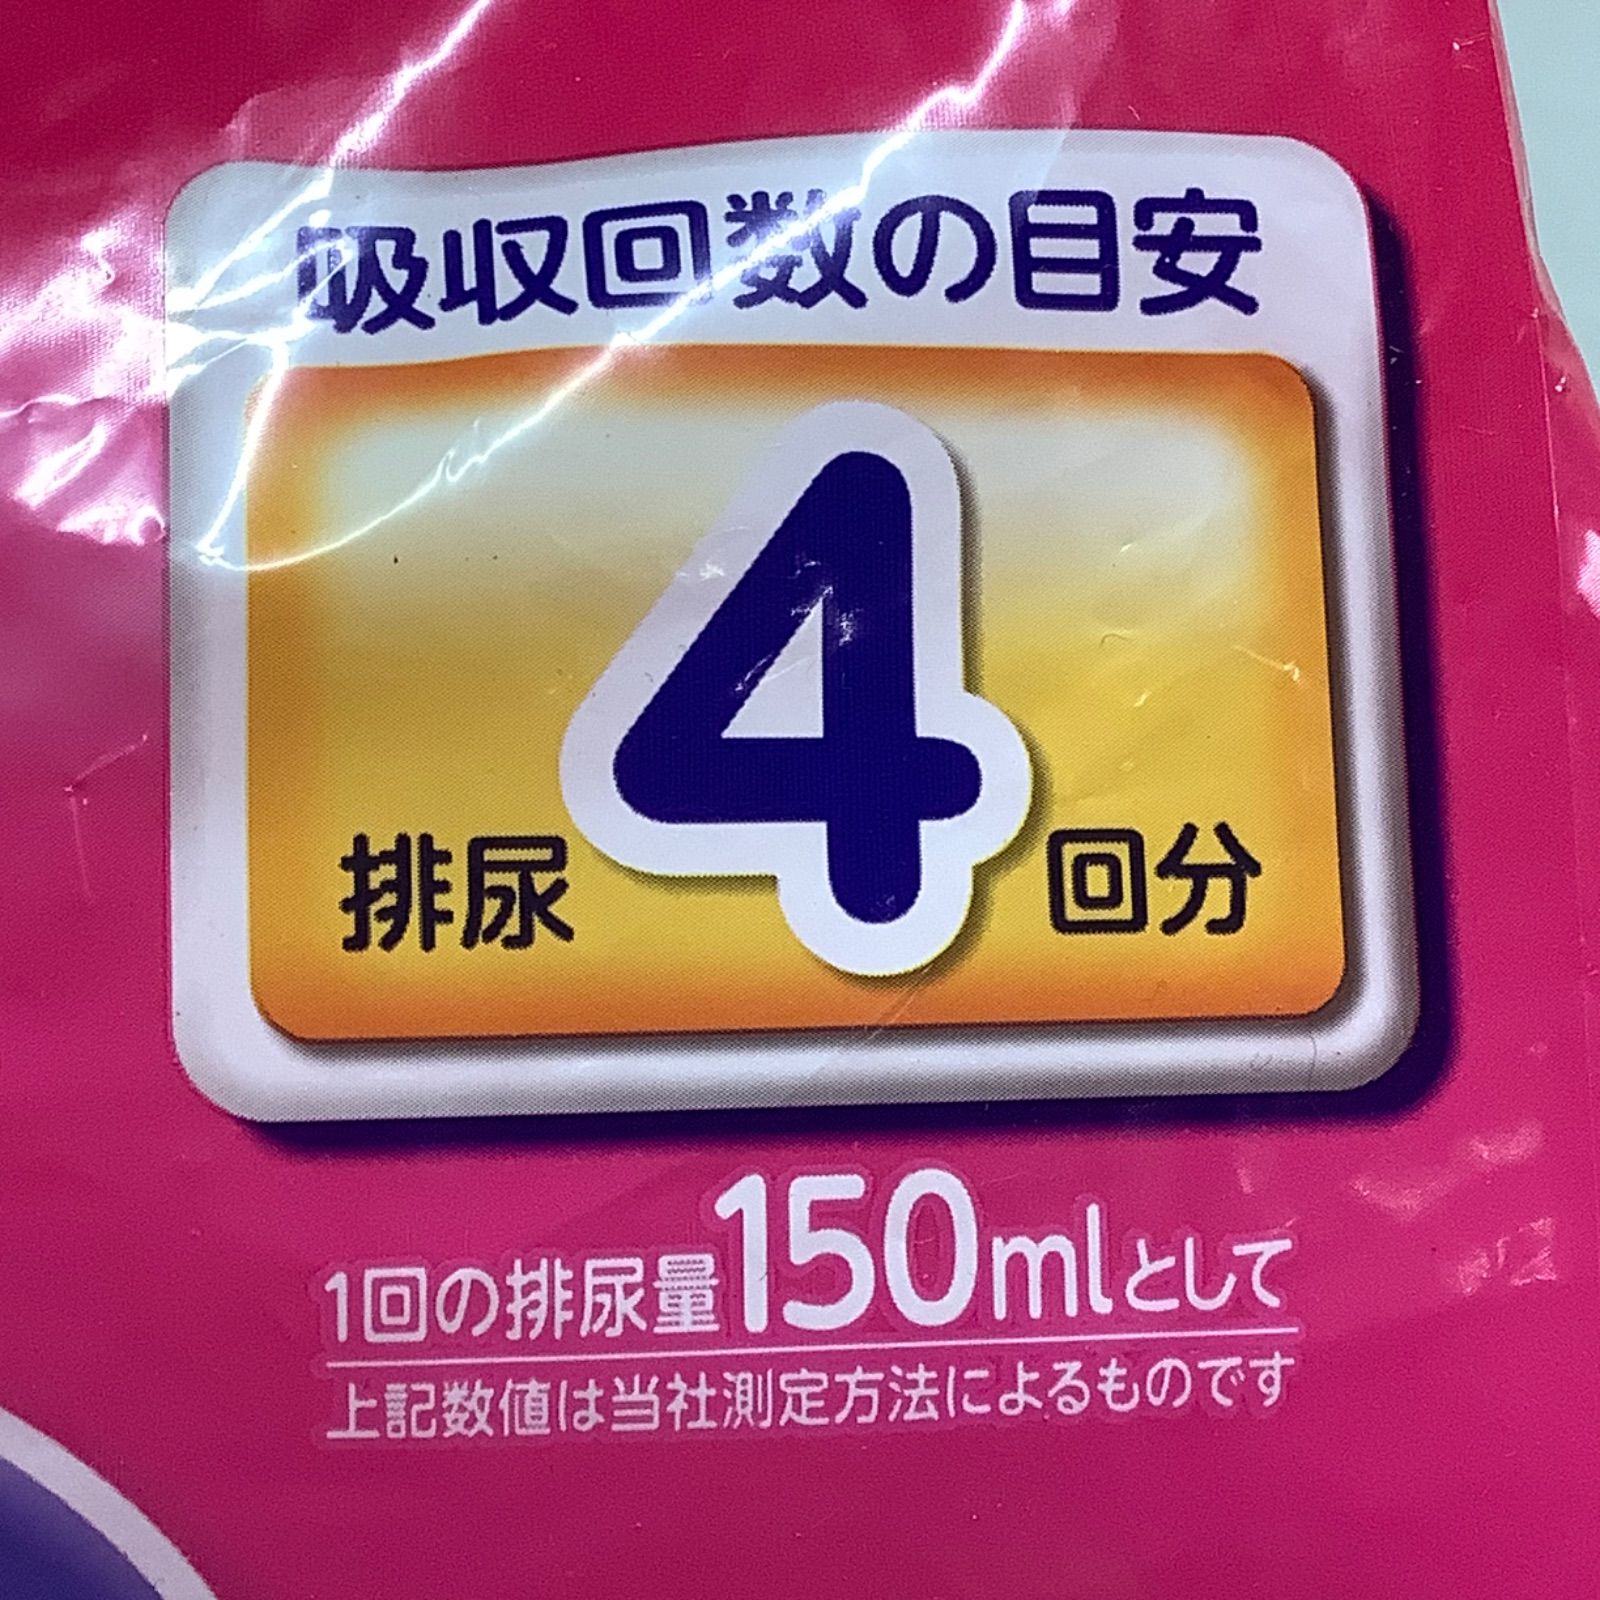 吸収回数の目安
排尿4回分
1回の排尿量150mlとして
上記数値は当社測定方法によるものです